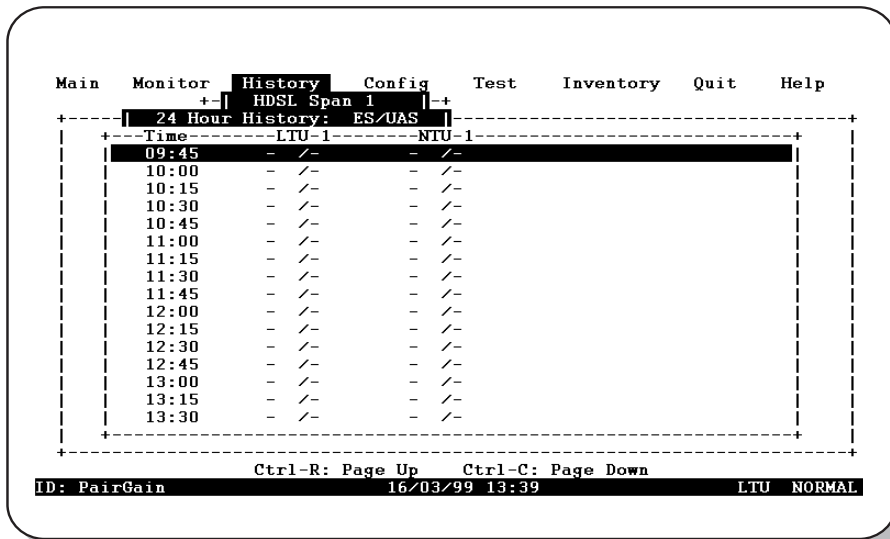 Main Monitor History Config Test Inventory Quit Help
+-| HDSL Span 1 |-+
+-----| 24 Hour History: ES/UAS |-----------------------------------------------+
| +---Time--------LTU-1---------NTU-1------------------------------------+ |
| | 09:45 - /- - /- | |
| | 10:00 - /- - /- | |
| | 10:15 - /- - /- | |
| | 10:30 - /- - /- | |
| | 10:45 - /- - /- | |
| | 11:00 - /- - /- | |
| | 11:15 - /- - /- | |
| | 11:30 - /- - /- | |
| | 11:45 - /- - /- | |
| | 12:00 - /- - /- | |
| | 12:15 - /- - /- | |
| | 12:30 - /- - /- | |
| | 12:45 - /- - /- | |
| | 13:00 - /- - /- | |
| | 13:15 - /- - /- | |
| | 13:30 - /- - /- | |
| +----------------------------------------------------------------------+ |
+-------------------------------------------------------------------------------+
Ctrl-R: Page Up Ctrl-C: Page Down
ID: PairGain 16/03/99 13:39 LTU NORMAL